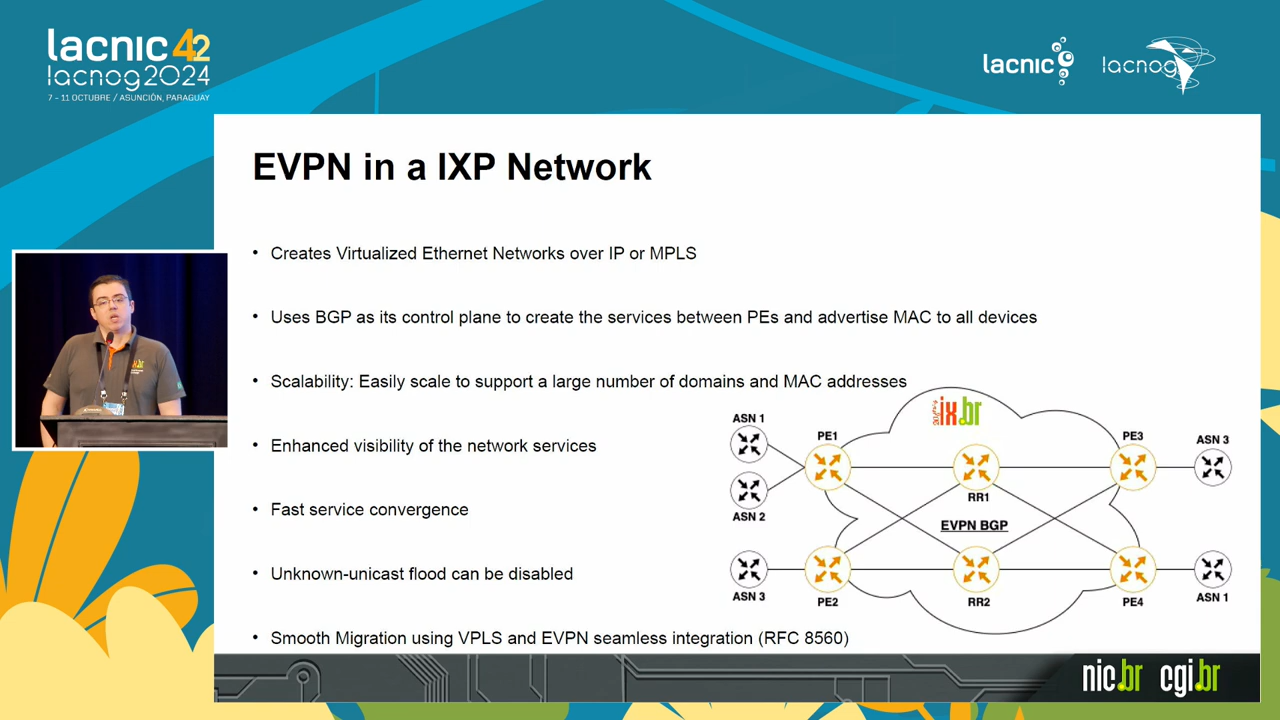 lacnic 42
lacnog2024
7 - 11 OCTUBRE / ASUNCIÓN, PARAGUAY
lacnic
lacnog
EVPN in a IXP Network
• Creates Virtualized Ethernet Networks over IP or MPLS
• Uses BGP as its control plane to create the services between PEs and advertise MAC to all devices
• Scalability: Easily scale to support a large number of domains and MAC addresses
• Enhanced visibility of the network services
• Fast service convergence
• Unknown-unicast flood can be disabled
• Smooth Migration using VPLS and EVPN seamless integration (RFC 8560)
ix.br
ASN 1
PE1
PE3
ASN 3
RR1
ASN 2
EVPN BGP
ASN 3
PE2
RR2
PE4
ASN 1
nic.br cgi.br